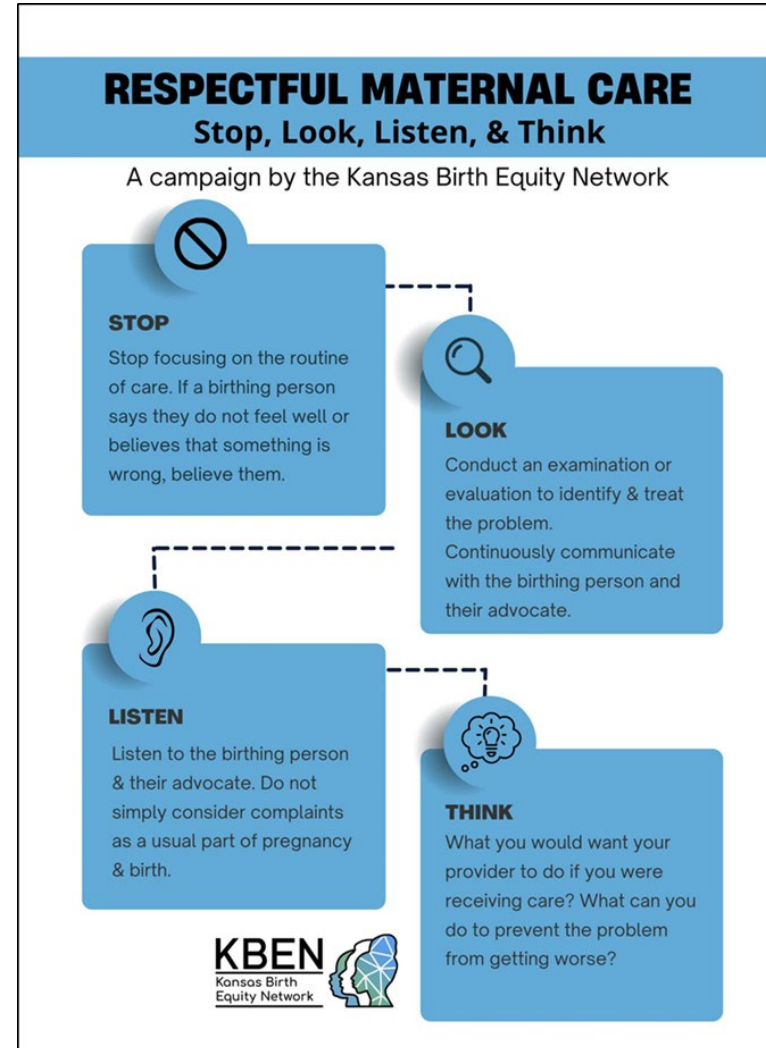 RESPECTFUL MATERNAL CARE
Stop, Look, Listen, & Think
A campaign by the Kansas Birth Equity Network
STOP
Stop focusing on the routine
of care. If a birthing person
says they do not feel well or
believes that something is
wrong, believe them.
LOOK
Conduct an examination or
evaluation to identify & treat
the problem.
Continuously communicate
with the birthing person and
their advocate.
LISTEN
Listen to the birthing person
& their advocate. Do not
simply consider complaints
as a usual part of pregnancy
& birth.
THINK
What you would want your
provider to do if you were
receiving care? What can you
do to prevent the problem
from getting worse?
KBEN
Kansas Birth
Equity Network